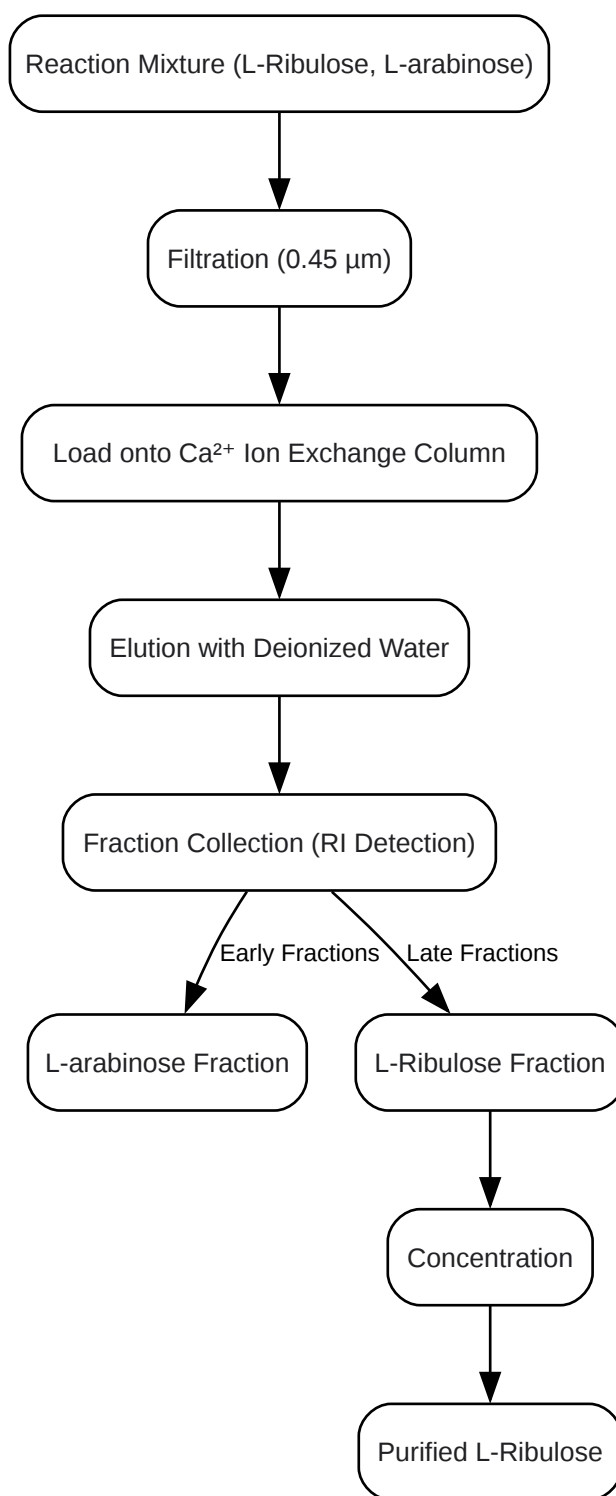 Reaction Mixture (L-Ribulose, L-arabinose)
Filtration (0.45 µm)
Load onto Ca²⁺ Ion Exchange Column
Elution with Deionized Water
Fraction Collection (RI Detection)
Early Fractions
Late Fractions
L-arabinose Fraction
L-Ribulose Fraction
Concentration
Purified L-Ribulose